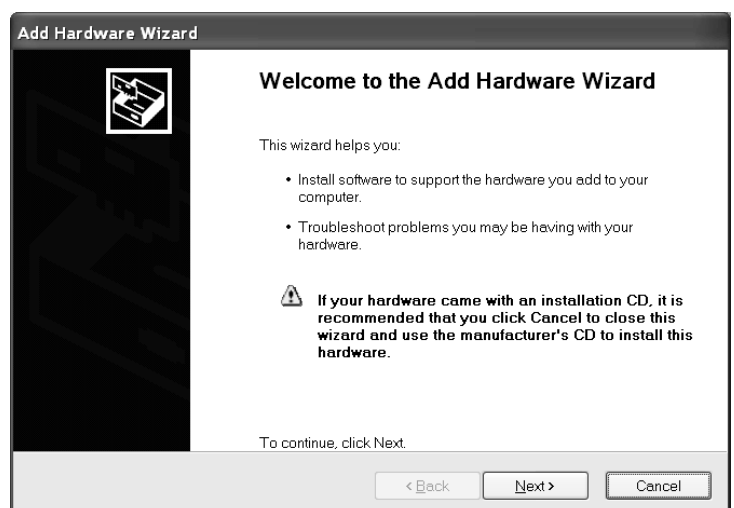 Add Hardware Wizard
Welcome to the Add Hardware Wizard
This wizard helps you:
• Install software to support the hardware you add to your
computer.
• Troubleshoot problems you may be having with your
hardware.
If your hardware came with an installation CD, it is
recommended that you click Cancel to close this
wizard and use the manufacturer's CD to install this
hardware.
To continue, click Next.
< Back Next > Cancel